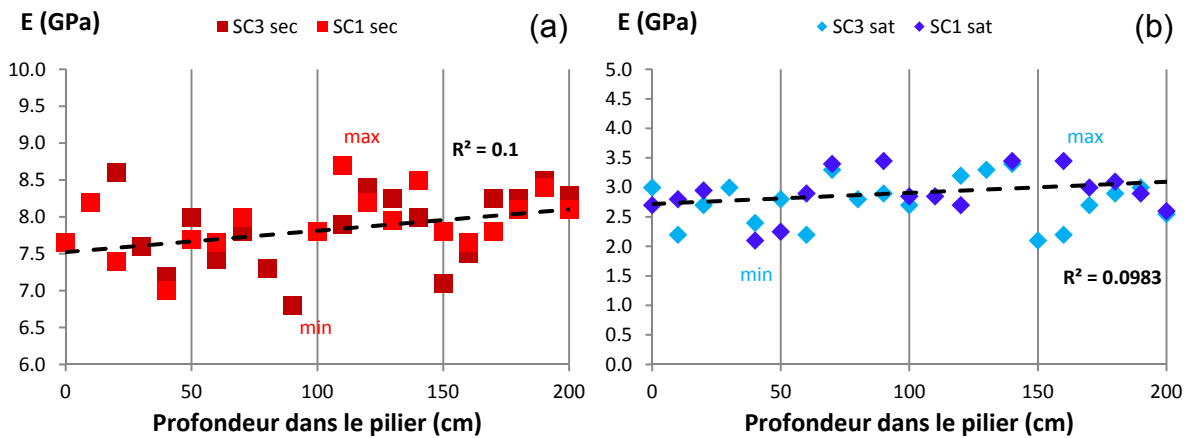 E (GPa)
SC3 sec
SC1 sec
(a)
10.0
9.5
9.0
8.5
8.0
7.5
7.0
6.5
6.0
max
R² = 0.1
min
0
50
100
150
200
Profondeur dans le pilier (cm)
E (GPa)
SC3 sat
SC1 sat
(b)
5.0
4.5
4.0
3.5
3.0
2.5
2.0
1.5
1.0
0.5
0.0
max
min
R² = 0.0983
0
50
100
150
200
Profondeur dans le pilier (cm)